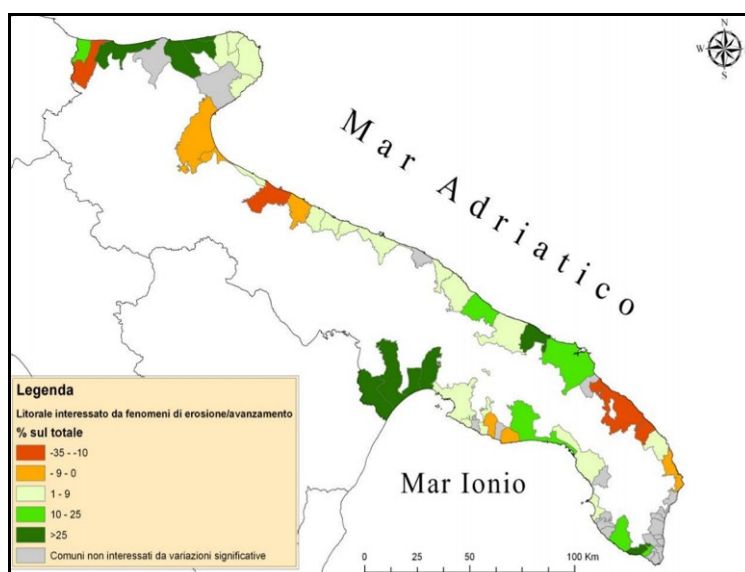 N
W E
S
Mar Adriatico
Mar Ionio
Legenda
Litorale interessato da fenomeni di erosione/avanzamento
% sul totale
-35 - -10
- 9 - 0
1 - 9
10 - 25
>25
Comuni non interessati da variazioni significative
0 25 50 100 Km